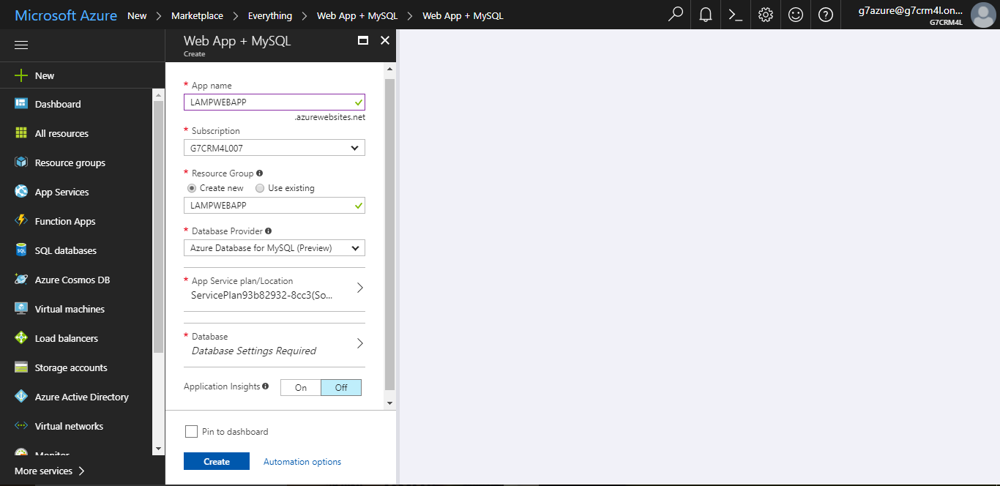 Microsoft Azure New > Marketplace > Everything > Web App + MySQL > Web App + MySQL
g7azure@g7crm4l.on...
G7CRM4L
New
Dashboard
All resources
Resource groups
App Services
Function Apps
SQL databases
Azure Cosmos DB
Virtual machines
Load balancers
Storage accounts
Azure Active Directory
Virtual networks
Monitor
More services >
Web App + MySQL
Create
* App name
LAMPWEBAPP
.azurewebsites.net
* Subscription
G7CRM4L007
* Resource Group
Create new Use existing
LAMPWEBAPP
* Database Provider
Azure Database for MySQL (Preview)
* App Service plan/Location
ServicePlan93b82932-8cc3(So...
* Database
Database Settings Required
Application Insights On Off
Pin to dashboard
Create Automation options